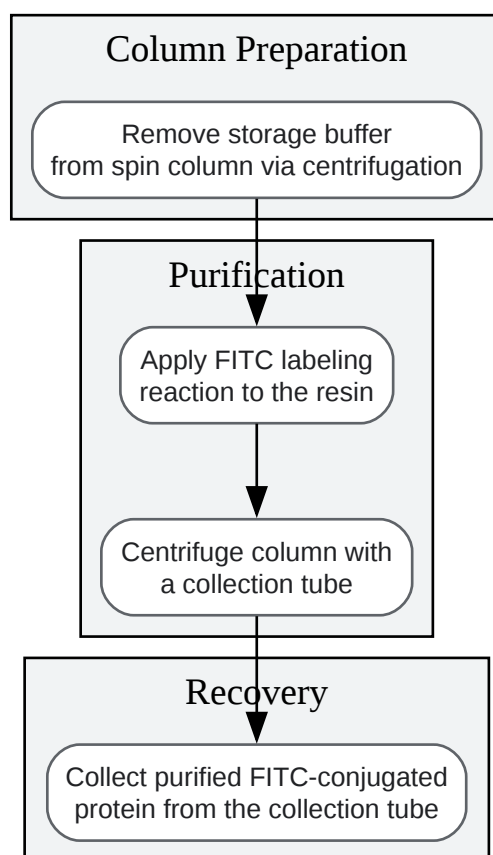 Column Preparation
Remove storage buffer
from spin column via centrifugation
Purification
Apply FITC labeling
reaction to the resin
Centrifuge column with
a collection tube
Recovery
Collect purified FITC-conjugated
protein from the collection tube